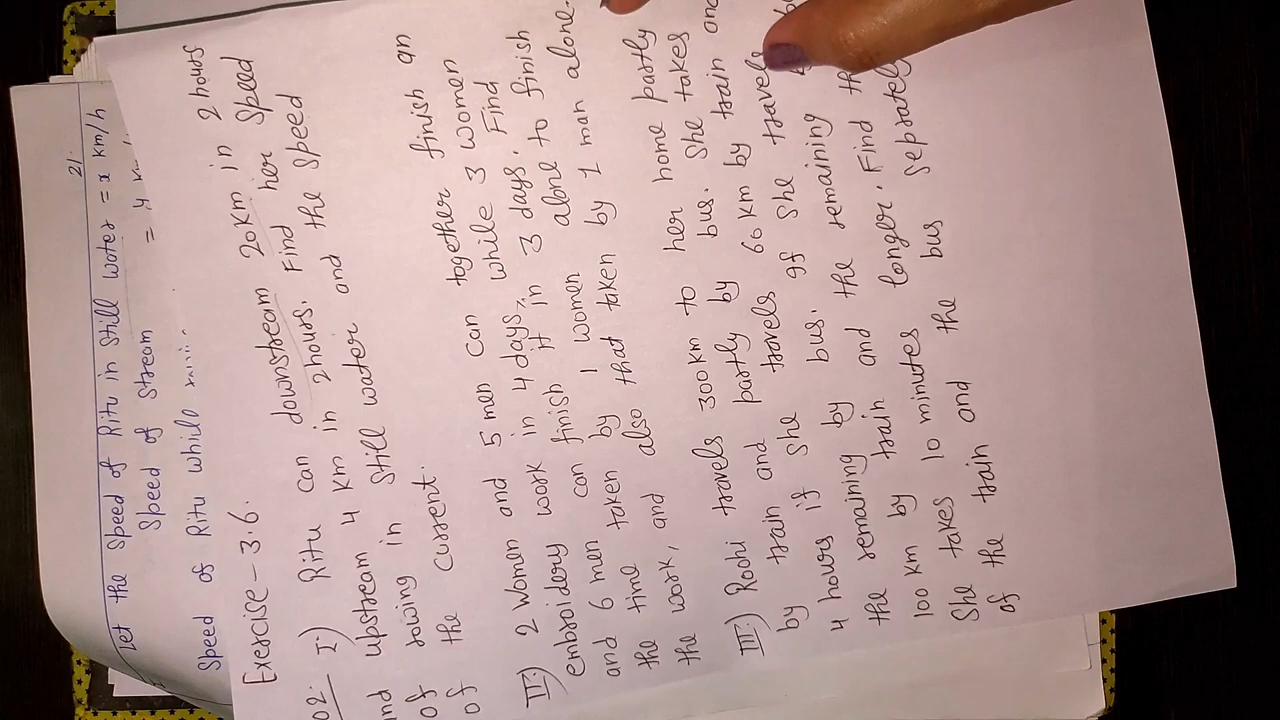 21.
Let the speed of Ritu in still water = x km/h
Speed of stream = y
Speed of Ritu while
Exercise - 3.6.
Q2. I.) Ritu can downstream 20 km in 2 hours
and upstream 4 km in 2 hours. Find her speed
of rowing in still water and the speed
of the current.
II.) 2 women and 5 men can together finish an
embroidery work in 4 days, while 3 women
and 6 men can finish it in 3 days. Find
the time taken by 1 women alone to finish
the work, and also that taken by 1 man alone.
III.) Roohi travels 300 km to her home partly
by train and partly by bus. She takes
4 hours if she travels 60 km by train and
the remaining by bus. If she travels
100 km by train and the remaining
She takes 10 minutes longer. Find
of the train and the bus seprately